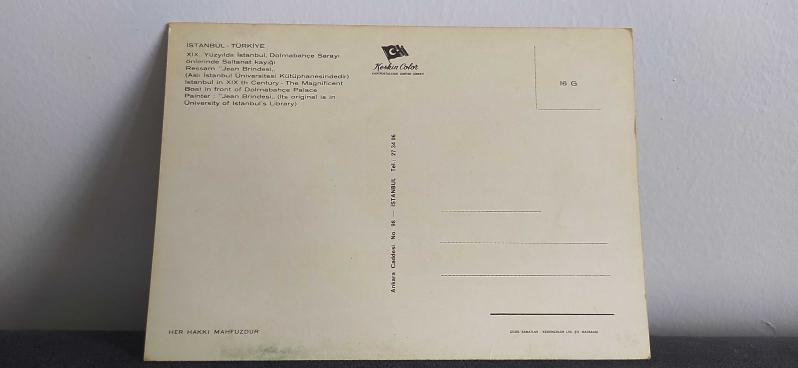 İSTANBUL - TÜRKİYE
XIX. Yüzyılda İstanbul, Dolmabahçe Sarayı
önlerinde Saltanat kayığı
Ressam "Jean Brindesi,,
(Aslı İstanbul Üniversitesi Kütüphanesindedir)
Istanbul in XIX th Century - The Magnificent
Boat in front of Dolmabahçe Palace
Painter : "Jean Brindesi,, (Its original is in
University of Istanbul's Library)
Keskin Color
16 G
Ankara Caddesi No. 98 — İSTANBUL Tel.: 27 34 06
HER HAKKI MAHFUZDUR